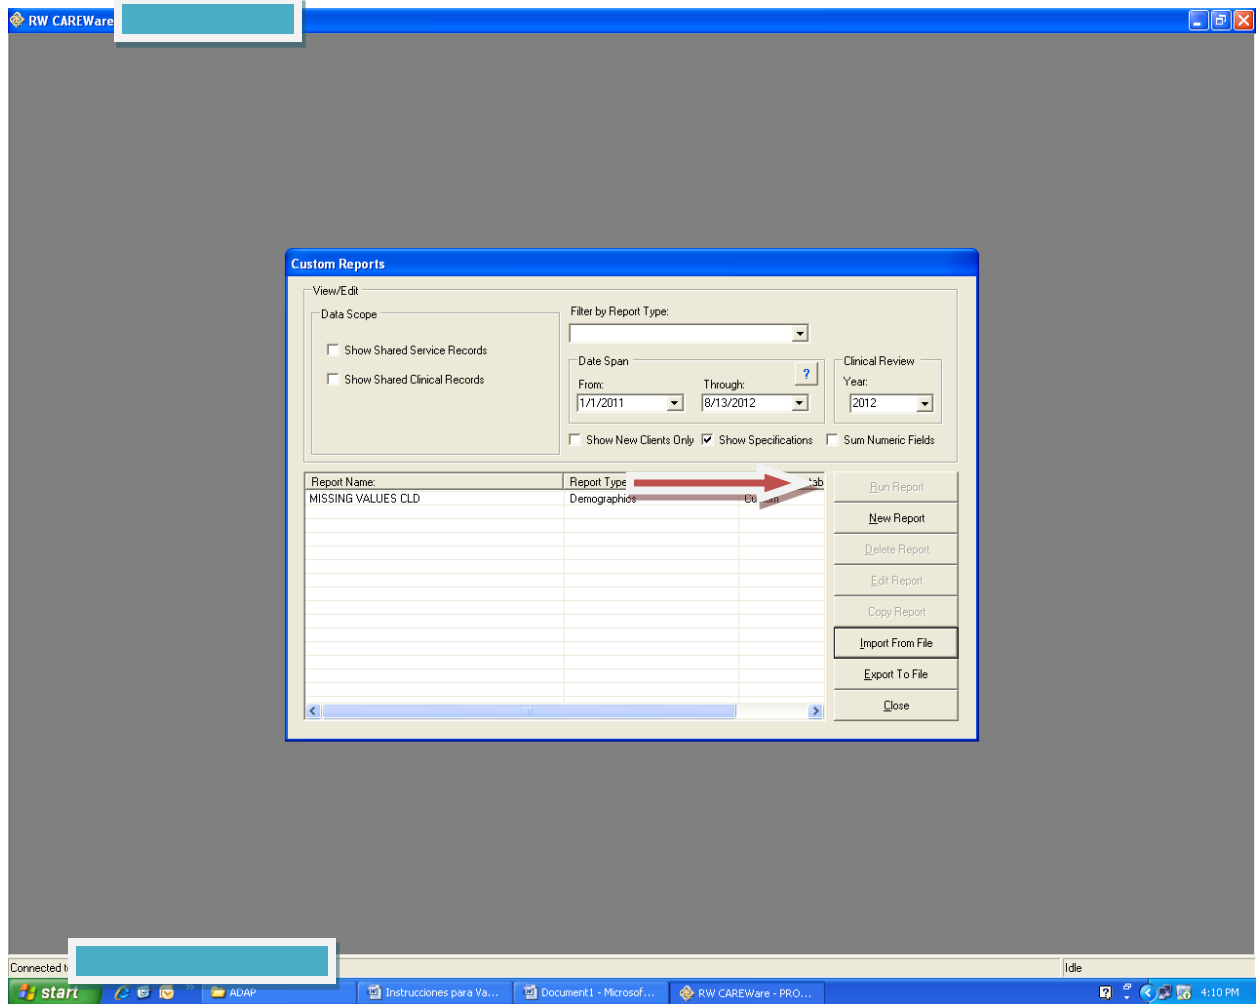 RW CAREWare
Custom Reports
View/Edit
Data Scope
Show Shared Service Records
Show Shared Clinical Records
Filter by Report Type:
Date Span
?
From:
Through:
1/1/2011
8/13/2012
Clinical Review
Year:
2012
Show New Clients Only
Show Specifications
Sum Numeric Fields
Report Name:
Report Type
MISSING VALUES CLD
Demographics
Custom
Run Report
New Report
Delete Report
Edit Report
Copy Report
Import From File
Export To File
Close
Connected t
Idle
start
ADAP
Instrucciones para Va...
Document1 - Microsof...
RW CAREWare - PRO...
4:10 PM